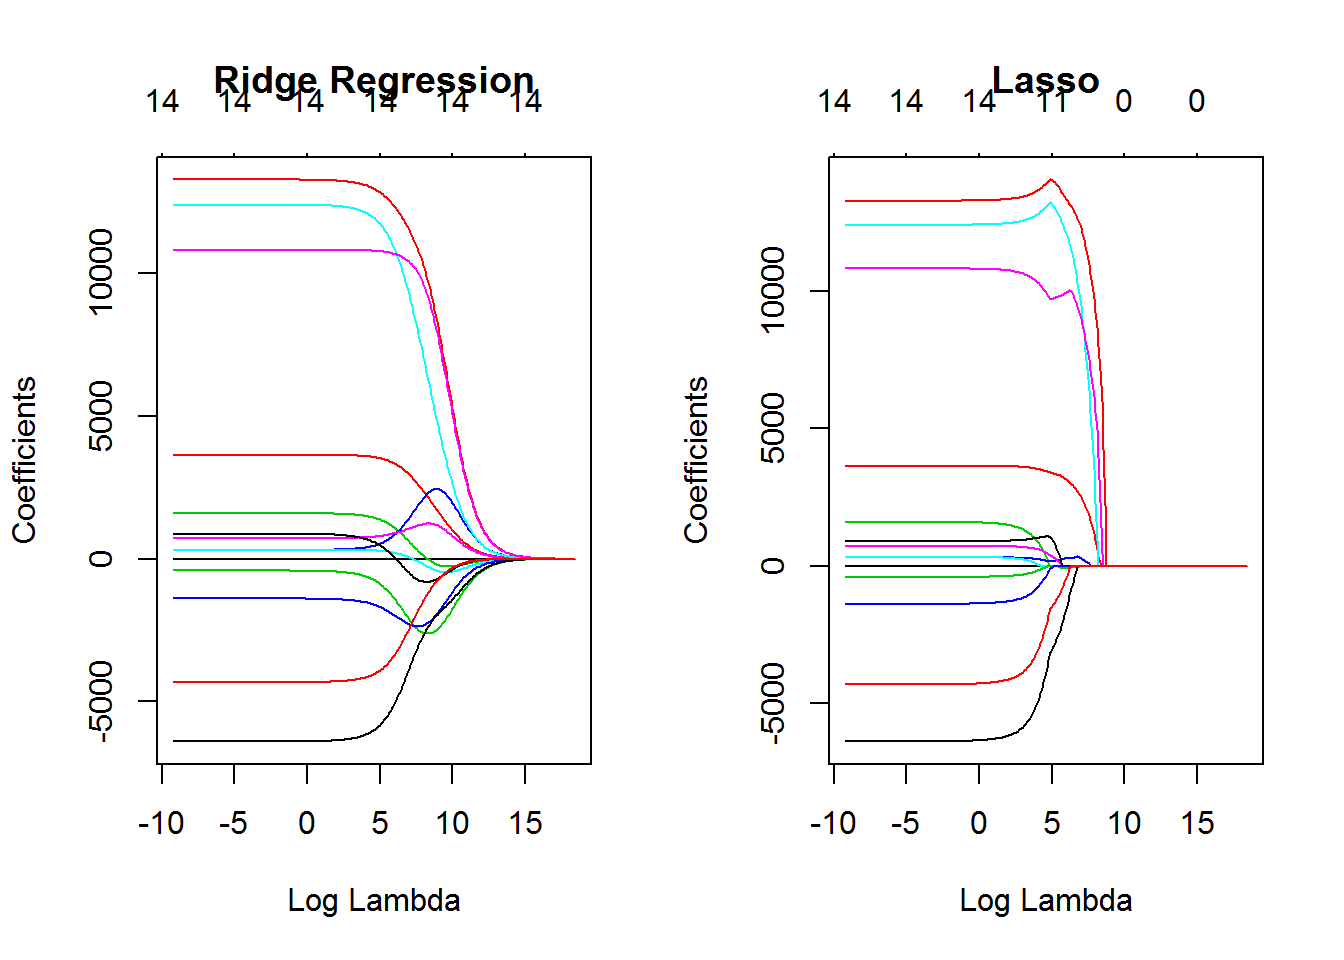 Ridge Regression
14 14 14 14 14 14
Coefficients
10000
5000
0
-5000
-10 -5 0 5 10 15
Log Lambda
Lasso
14 14 14 11 0 0
Coefficients
10000
5000
0
-5000
-10 -5 0 5 10 15
Log Lambda